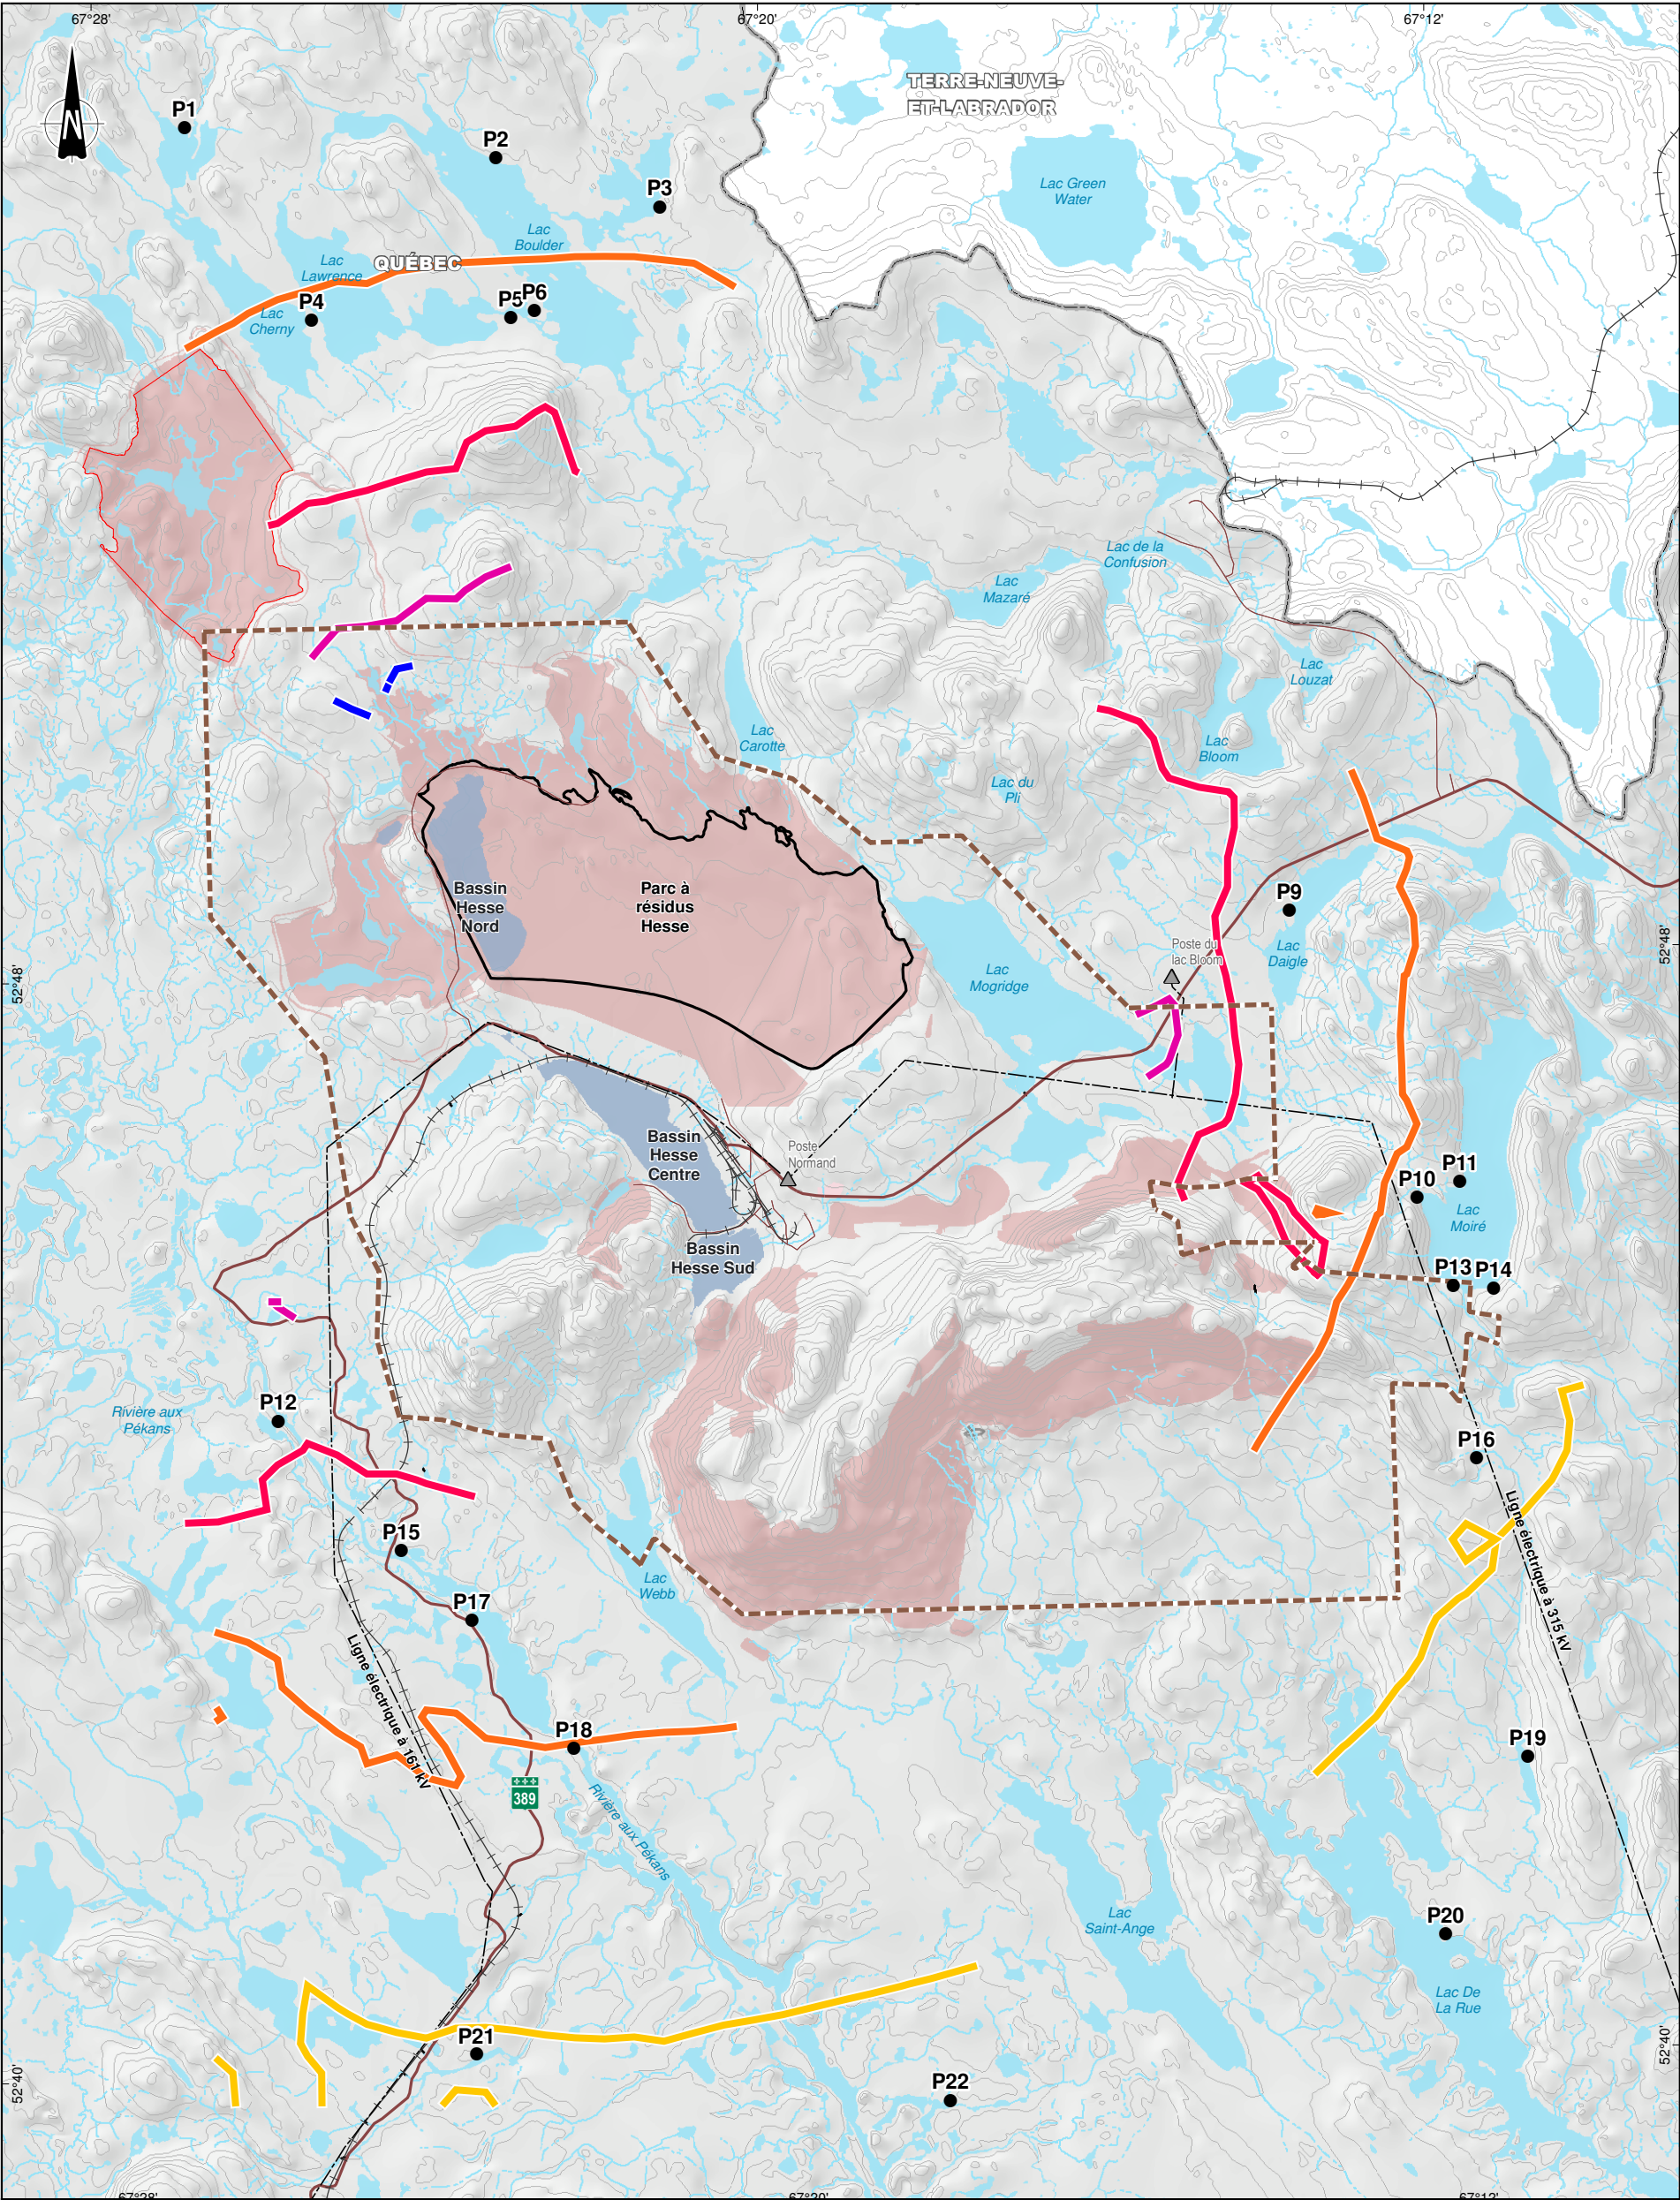 67°28'
67°20'
67°12'
TERRE-NEUVE-
ET-LABRADOR
N
P1
P2
P3
Lac Green
Water
Lac
Boulder
QUÉBEC
Lac
Lawrence
P4
P5
P6
Lac
Cherny
Lac de la
Confusion
Lac
Mazaré
Lac
Louzat
Lac
Carotte
Lac
Bloom
Lac du
Pli
Bassin
Hesse
Nord
Parc à
résidus
Hesse
P9
Poste du
lac Bloom
Lac
Daigle
52°48'
52°48'
Lac
Mogridge
Bassin
Hesse
Centre
Poste
Normand
P10
P11
Lac
Moiré
Bassin
Hesse Sud
P13
P14
P12
Rivière aux
Pékans
P16
Ligne électrique à 315 kV
P15
Lac
Webb
P17
Ligne électrique à 161 kV
P18
P19
389
Rivière aux Pékans
Lac
Saint-Ange
P20
Lac De
La Rue
P21
52°40'
52°40'
P22
67°28'
67°20'
67°12'